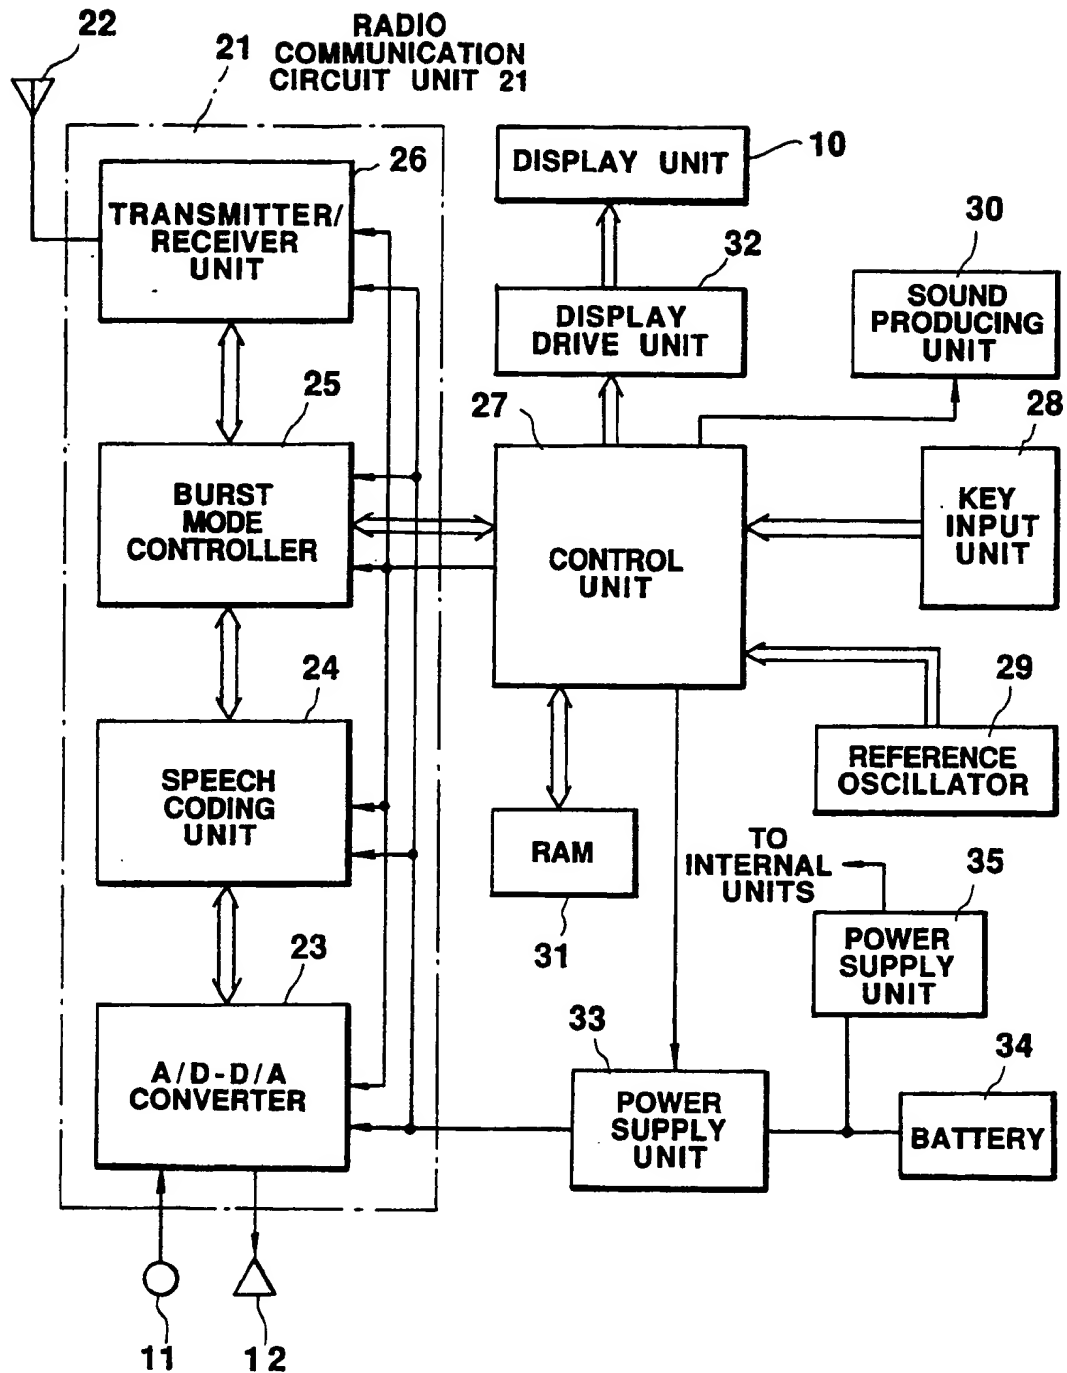 22
21
RADIO
COMMUNICATION
CIRCUIT UNIT 21
26
TRANSMITTER/
RECEIVER
UNIT
DISPLAY UNIT
10
32
DISPLAY
DRIVE UNIT
30
SOUND
PRODUCING
UNIT
25
BURST
MODE
CONTROLLER
27
CONTROL
UNIT
28
KEY
INPUT
UNIT
24
SPEECH
CODING
UNIT
29
REFERENCE
OSCILLATOR
RAM
31
TO
INTERNAL
UNITS
35
POWER
SUPPLY
UNIT
23
A/D-D/A
CONVERTER
33
POWER
SUPPLY
UNIT
34
BATTERY
11
12